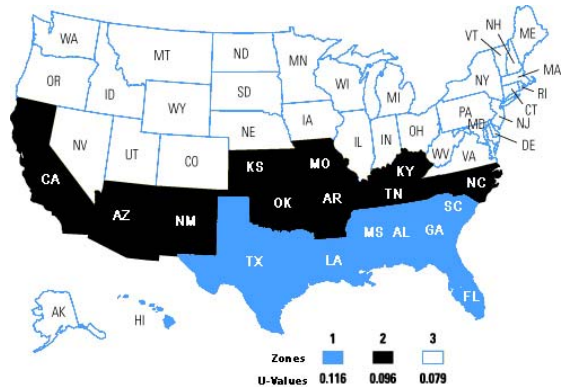 WA
MT
ND
MN
VT
NH
ME
OR
ID
SD
WI
MI
NY
MA
RI
CT
WY
NE
IA
PA
NJ
NV
UT
CO
IL
IN
OH
MD
DE
WV
VA
CA
KS
MO
KY
AZ
NM
OK
AR
TN
NC
SC
TX
LA
MS
AL
GA
FL
AK
HI
1 2 3
Zones
U-Values 0.116 0.096 0.079